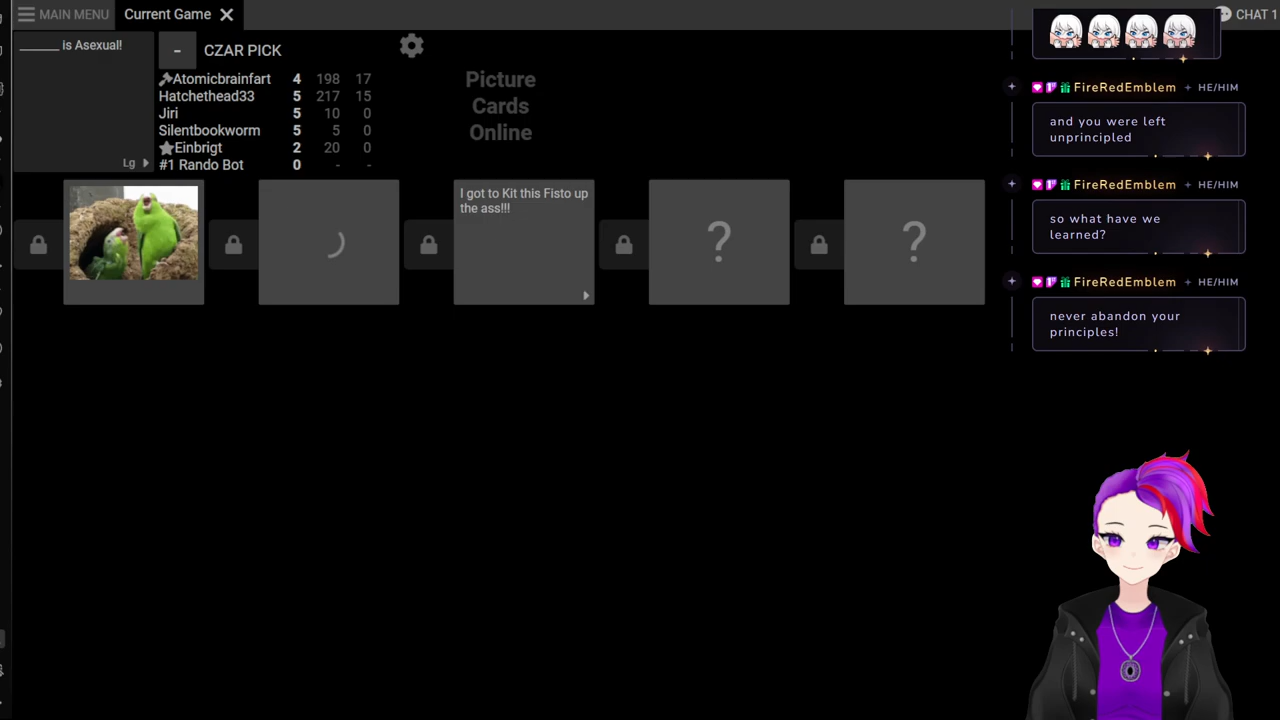 MAIN MENU
Current Game
CHAT 1
______ is Asexual!
Lg
-
CZAR PICK
Atomicbrainfart 4 198 17
Hatchethead33 5 217 15
Jiri 5 10 0
Silentbookworm 5 5 0
Einbrigt 2 20 0
#1 Rando Bot 0 - -
Picture
Cards
Online
I got to Kit this Fisto up
the ass!!!
?
?
FireRedEmblem HE/HIM
and you were left
unprincipled
FireRedEmblem HE/HIM
so what have we
learned?
FireRedEmblem HE/HIM
never abandon your
principles!